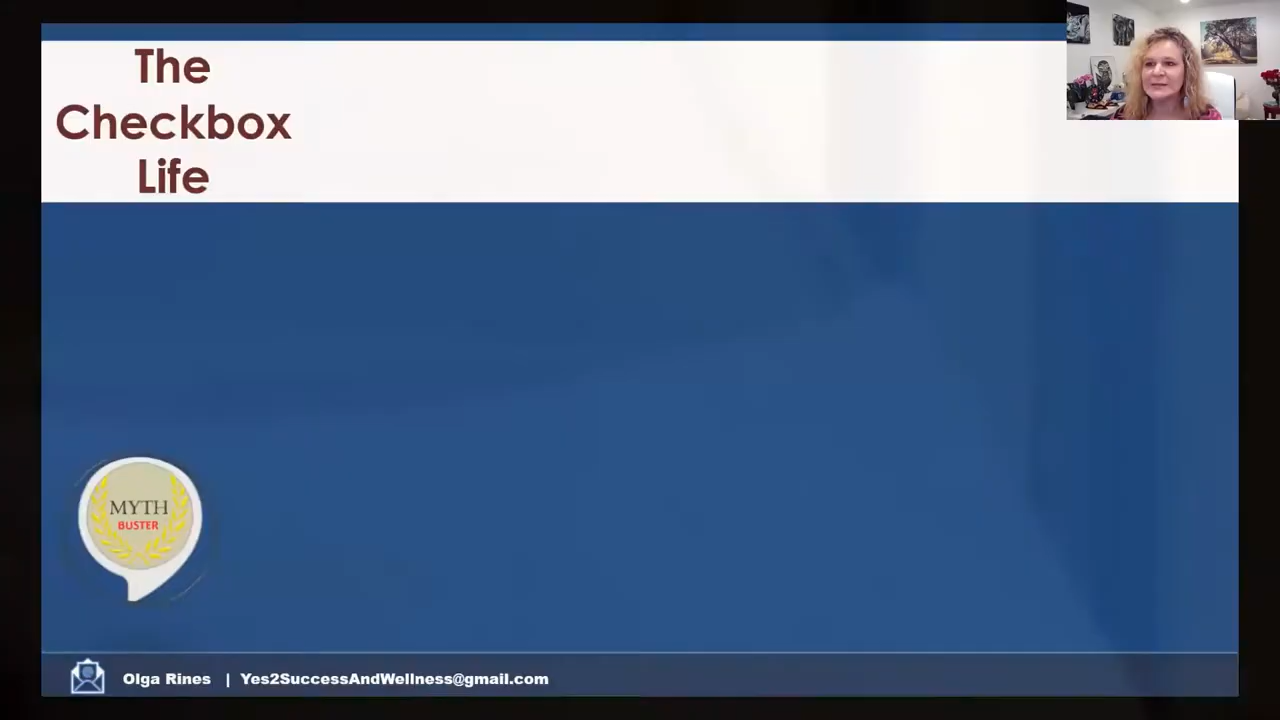 The
Checkbox
Life
MYTH
BUSTER
Olga Rines | Yes2SuccessAndWellness@gmail.com